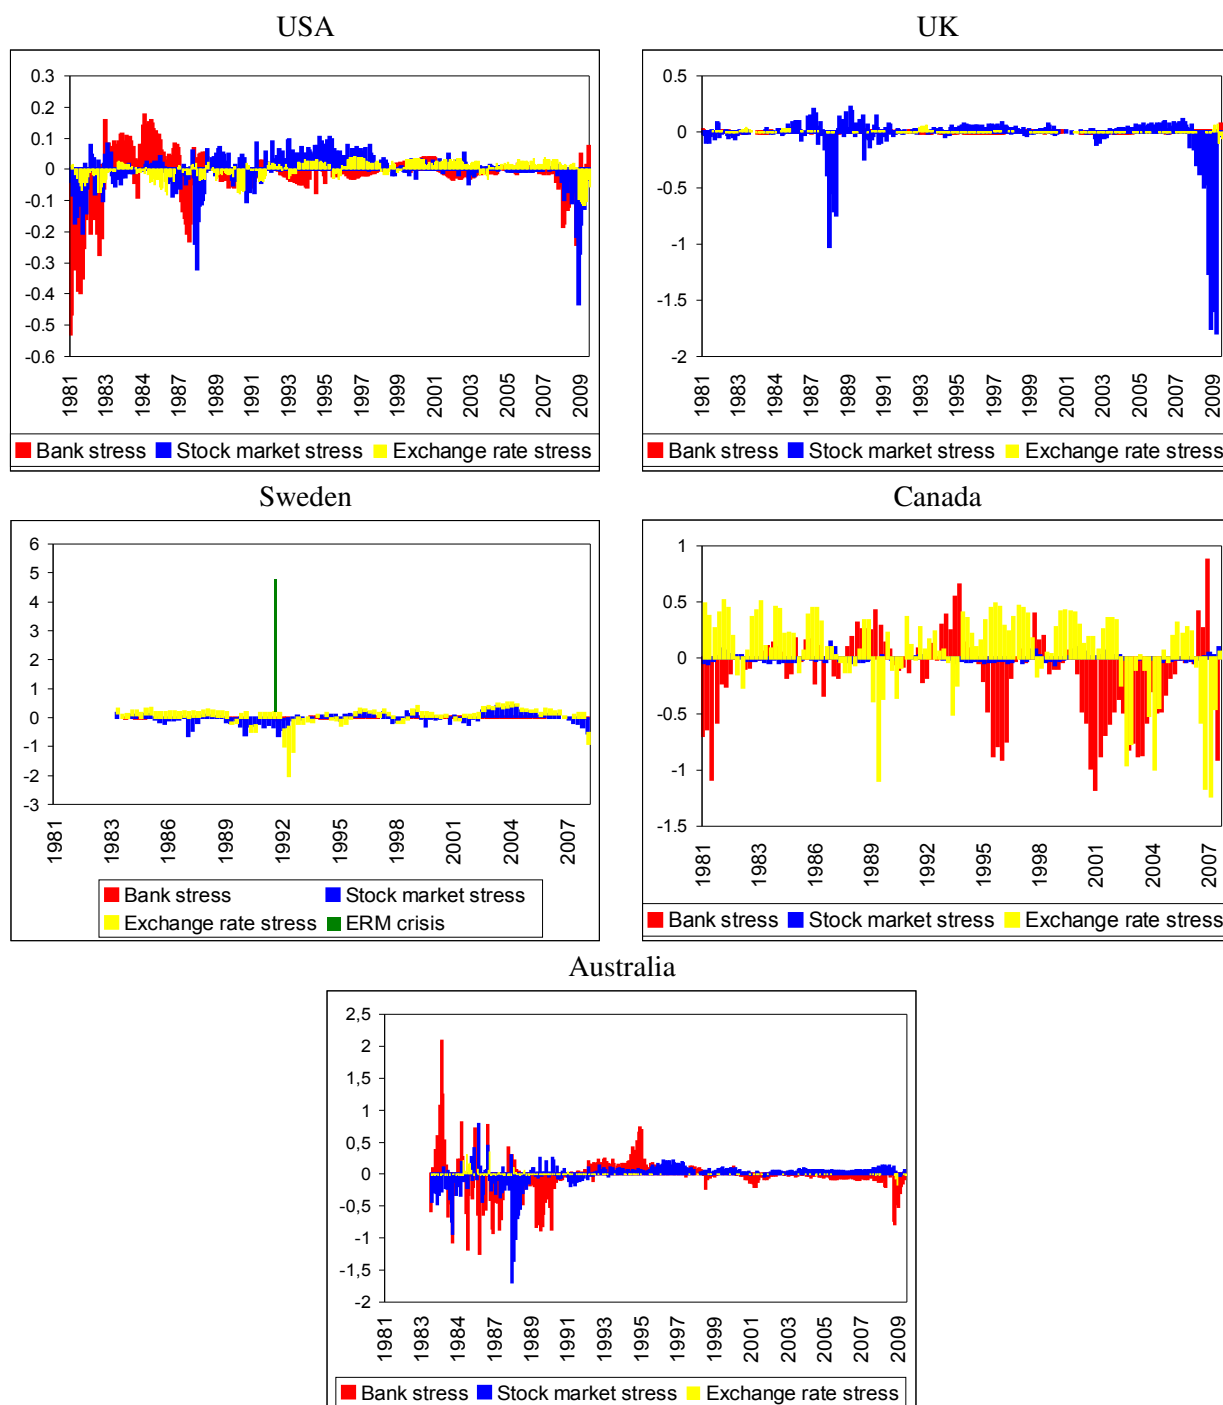 USA
0.3
0.2
0.1
0
-0.1
-0.2
-0.3
-0.4
-0.5
-0.6
1981 1983 1984 1987 1989 1991 1993 1995 1997 1999 2001 2003 2005 2007 2009
Bank stress Stock market stress Exchange rate stress
UK
0.5
0
-0.5
-1
-1.5
-2
1981 1983 1984 1987 1989 1991 1993 1995 1997 1999 2001 2003 2005 2007 2009
Bank stress Stock market stress Exchange rate stress
Sweden
6
5
4
3
2
1
0
-1
-2
-3
1981 1983 1986 1989 1992 1995 1998 2001 2004 2007
Bank stress Stock market stress
Exchange rate stress ERM crisis
Canada
1
0.5
0
-0.5
-1
-1.5
1981 1983 1986 1989 1992 1995 1998 2001 2004 2007
Bank stress Stock market stress Exchange rate stress
Australia
2,5
2
1,5
1
0,5
0
-0,5
-1
-1,5
-2
1981 1983 1984 1987 1989 1991 1993 1995 1997 1999 2001 2003 2005 2007 2009
Bank stress Stock market stress Exchange rate stress